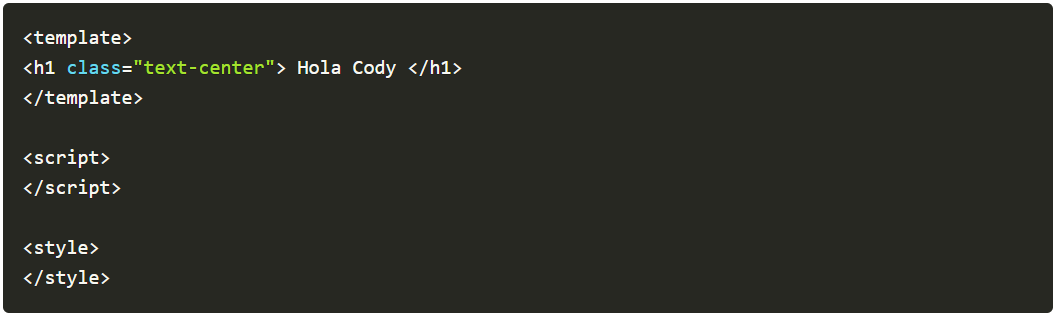 <template>
<h1 class="text-center"> Hola Cody </h1>
</template>
<script>
</script>
<style>
</style>